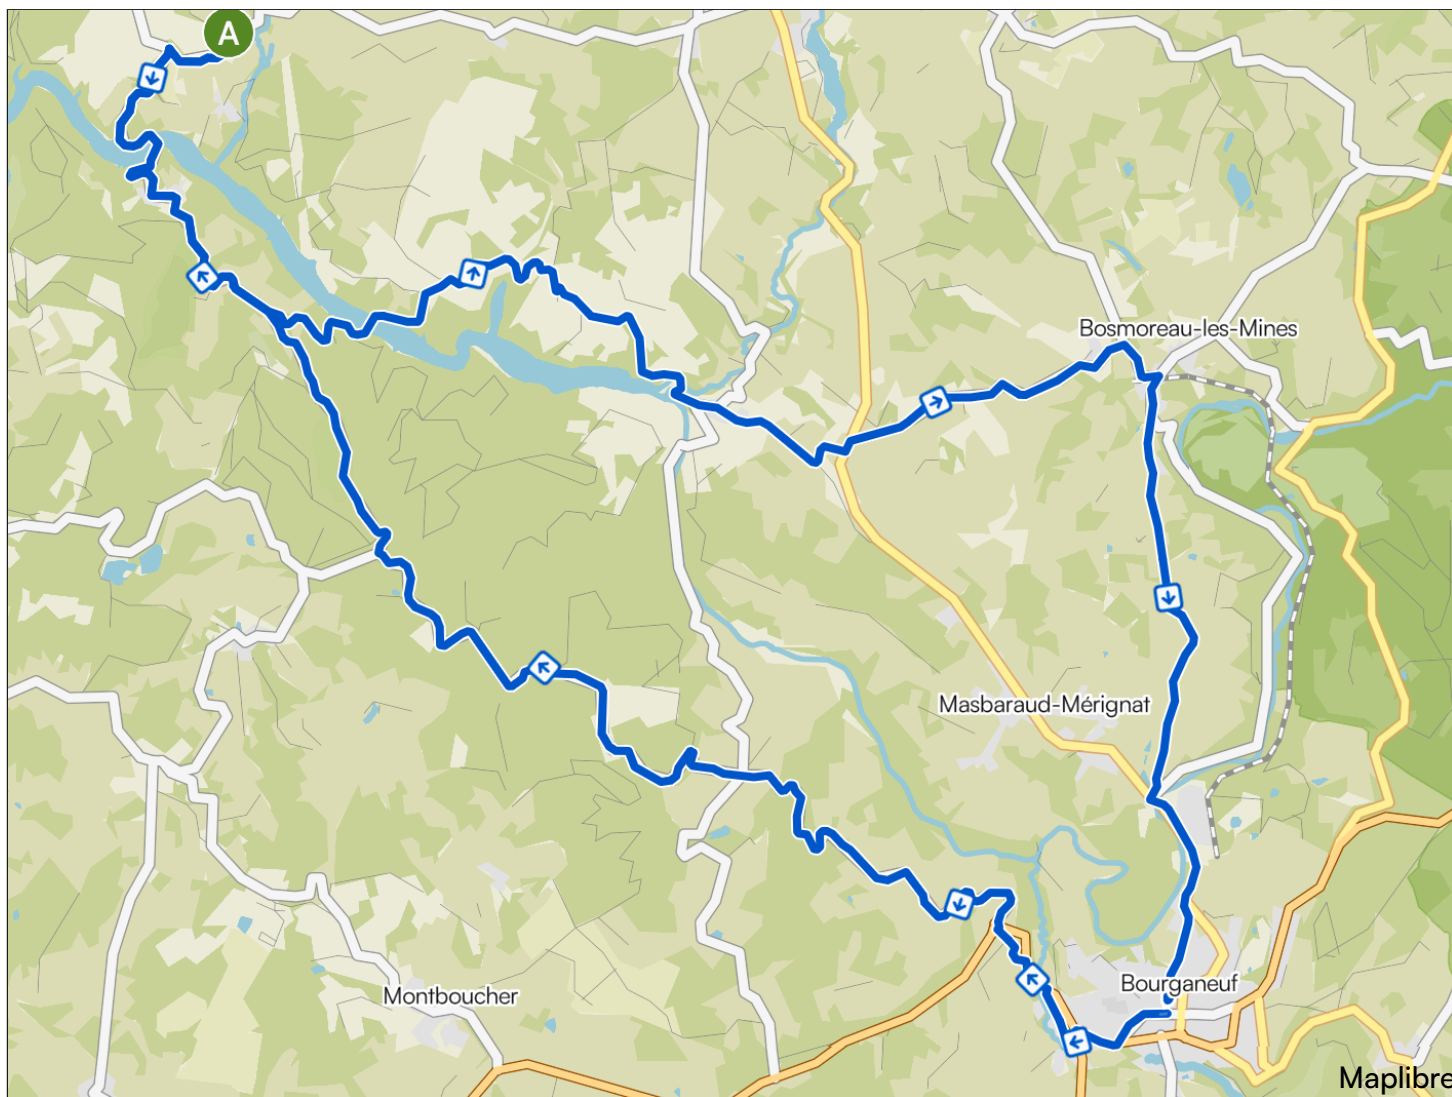 A
Bosmoreau-les-Mines
Masbaraud-Mérignat
Bourganeuf
Montboucher
Maplibre